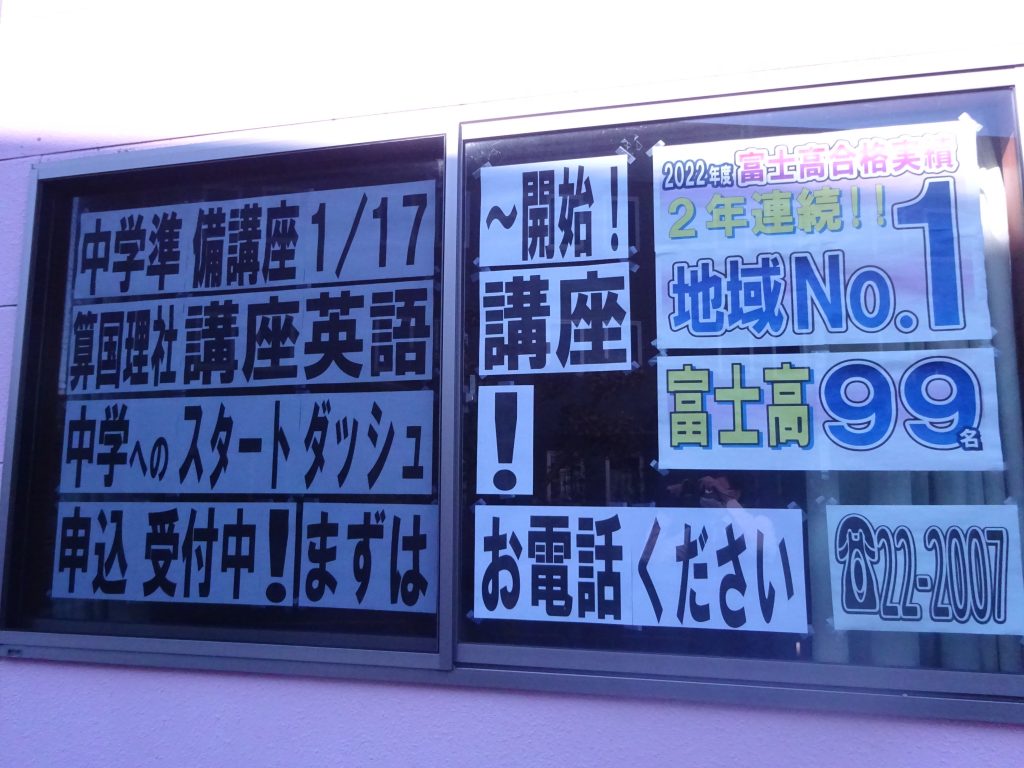 中学準備講座1/17～開始！
算国理社講座英語講座
中学へのスタートダッシュ！
申込受付中！まずはお電話ください
2022年度富士高合格実績
2年連続!!
地域No.1
富士高99名
☎22-2007